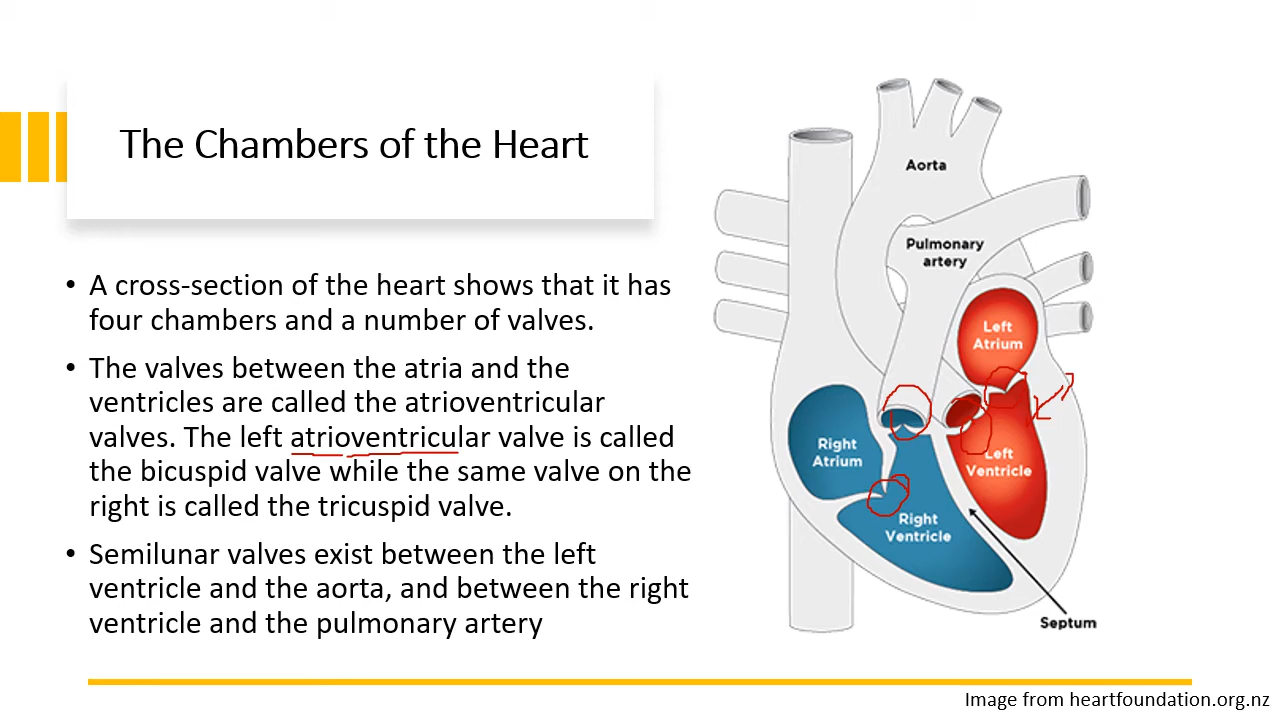 The Chambers of the Heart
• A cross-section of the heart shows that it has
four chambers and a number of valves.
• The valves between the atria and the
ventricles are called the atrioventricular
valves. The left atrioventricular valve is called
the bicuspid valve while the same valve on the
right is called the tricuspid valve.
• Semilunar valves exist between the left
ventricle and the aorta, and between the right
ventricle and the pulmonary artery
Aorta
Pulmonary
artery
Left
Atrium
Right
Atrium
Left
Ventricle
Right
Ventricle
Septum
Image from heartfoundation.org.nz